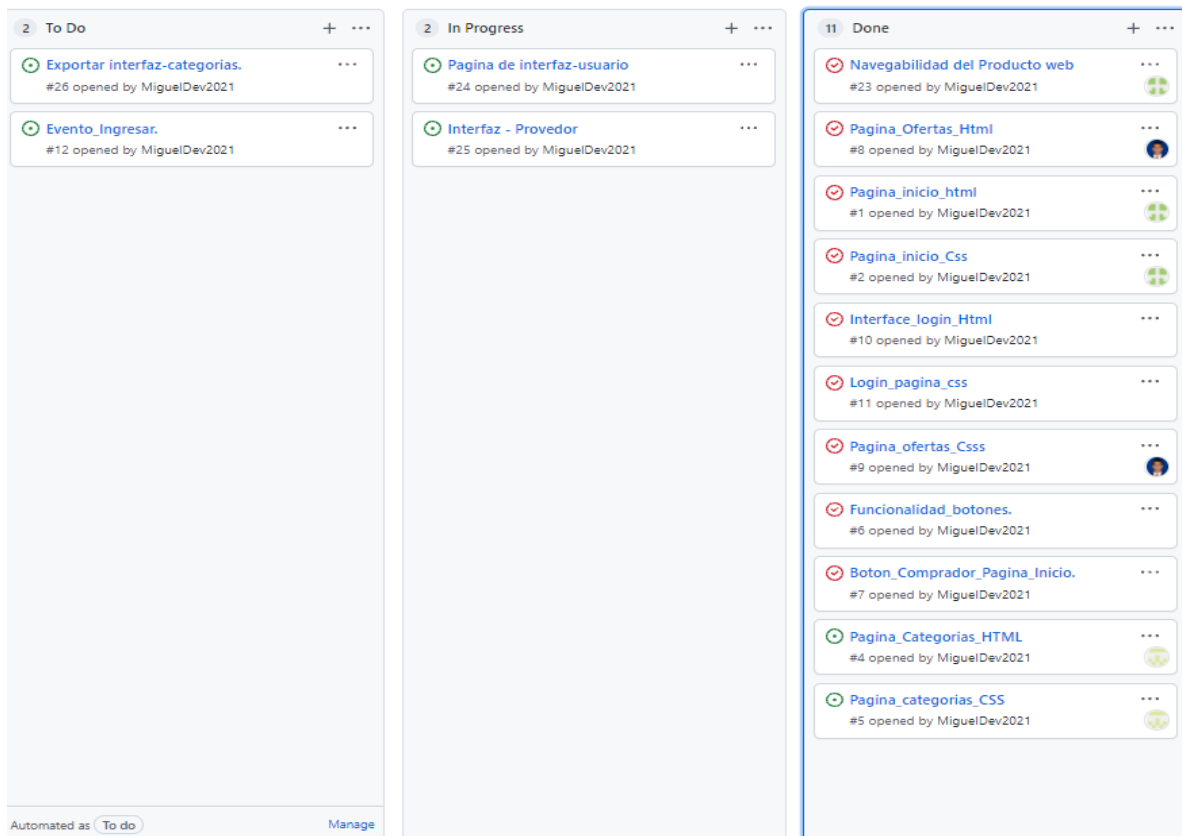 2 To Do
Exportar interfaz-categorias.
#26 opened by MiguelDev2021
Evento_Ingresar.
#12 opened by MiguelDev2021
Automated as To do Manage
2 In Progress
Pagina de interfaz-usuario
#24 opened by MiguelDev2021
Interfaz - Provedor
#25 opened by MiguelDev2021
11 Done
Navegabilidad del Producto web
#23 opened by MiguelDev2021
Pagina_Ofertas_Html
#8 opened by MiguelDev2021
Pagina_inicio_html
#1 opened by MiguelDev2021
Pagina_inicio_Css
#2 opened by MiguelDev2021
Interface_login_Html
#10 opened by MiguelDev2021
Login_pagina_css
#11 opened by MiguelDev2021
Pagina_ofertas_Csss
#9 opened by MiguelDev2021
Funcionalidad_botones.
#6 opened by MiguelDev2021
Boton_Comprador_Pagina_Inicio.
#7 opened by MiguelDev2021
Pagina_Categorias_HTML
#4 opened by MiguelDev2021
Pagina_categorias_CSS
#5 opened by MiguelDev2021